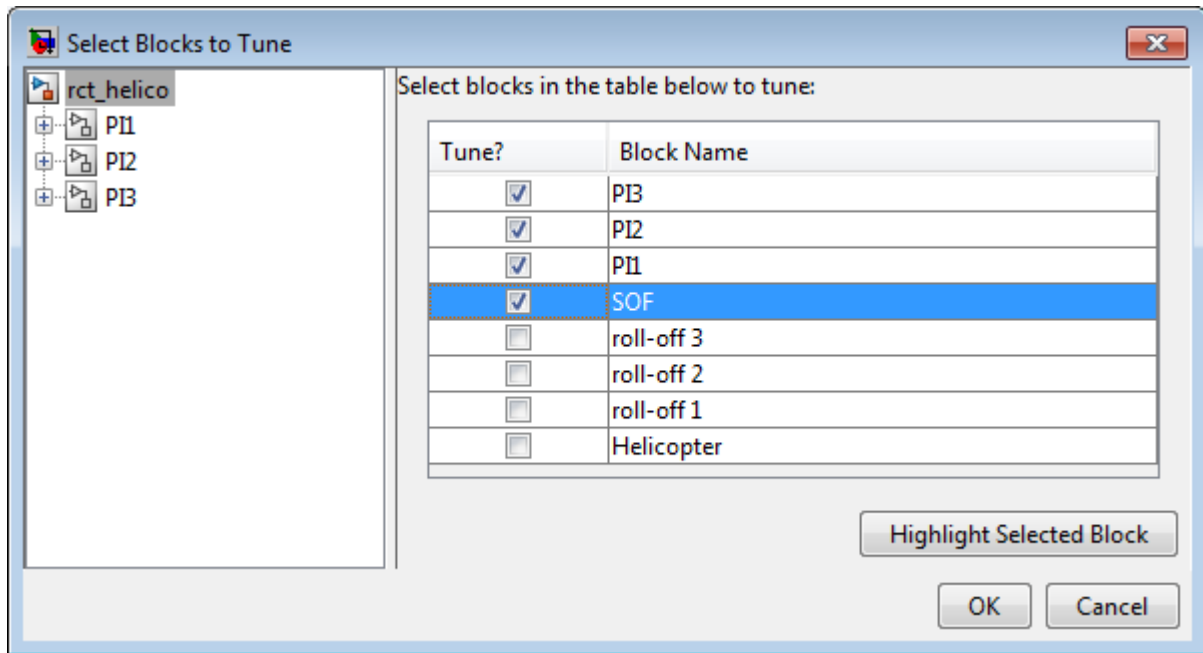 Select Blocks to Tune
rct_helico
PI1
PI2
PI3
Select blocks in the table below to tune:
Tune? Block Name
PI3
PI2
PI1
SOF
roll-off 3
roll-off 2
roll-off 1
Helicopter
Highlight Selected Block
OK Cancel